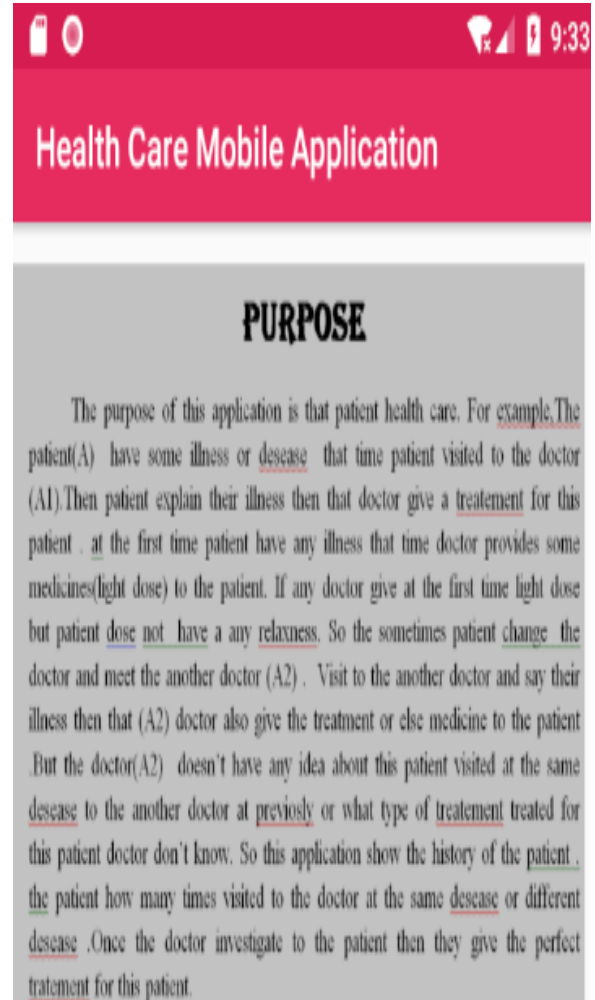 9:33
Health Care Mobile Application
PURPOSE
The purpose of this application is that patient health care. For example,The
patient(A) have some illness or desease that time patient visited to the doctor
(A1).Then patient explain their illness then that doctor give a treatement for this
patient . at the first time patient have any illness that time doctor provides some
medicines(light dose) to the patient. If any doctor give at the first time light dose
but patient dose not have a any relaxness. So the sometimes patient change the
doctor and meet the another doctor (A2) . Visit to the another doctor and say their
illness then that (A2) doctor also give the treatment or else medicine to the patient
.But the doctor(A2) doesn't have any idea about this patient visited at the same
desease to the another doctor at previosly or what type of treatement treated for
this patient doctor don't know. So this application show the history of the patient .
the patient how many times visited to the doctor at the same desease or different
desease .Once the doctor investigate to the patient then they give the perfect
tratement for this patient.